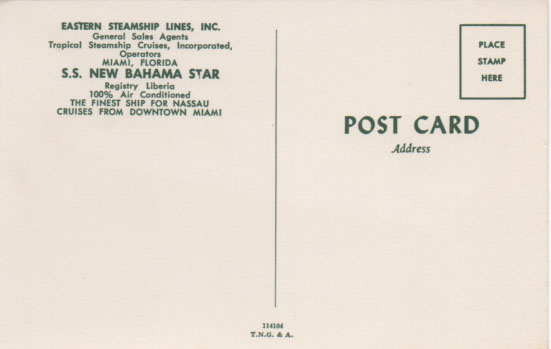 EASTERN STEAMSHIP LINES, INC.
General Sales Agents
Tropical Steamship Cruises, Incorporated,
Operators
MIAMI, FLORIDA
S.S. NEW BAHAMA STAR
Registry Liberia
100% Air Conditioned
THE FINEST SHIP FOR NASSAU
CRUISES FROM DOWNTOWN MIAMI
PLACE
STAMP
HERE
POST CARD
Address
114104
T.N.G. & A.